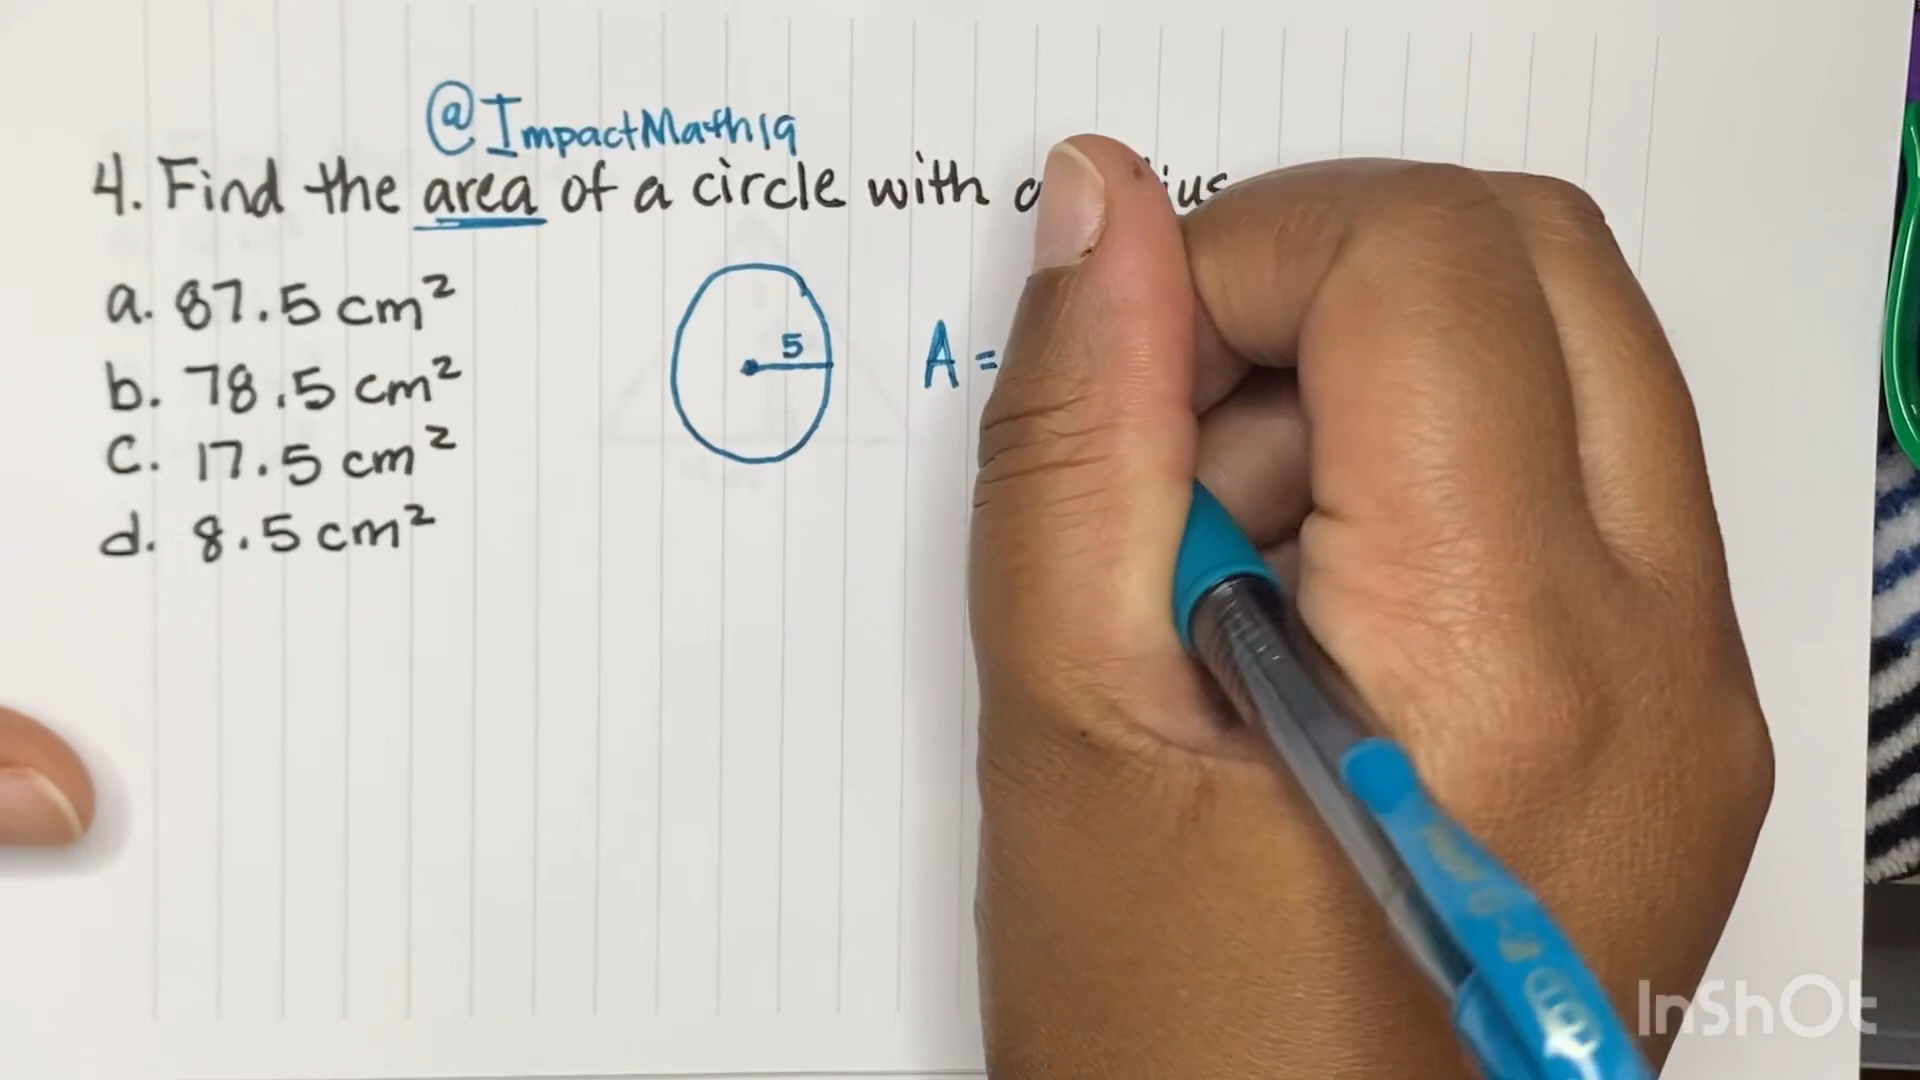 @ImpactMath19
4. Find the area of a circle with
a. 87.5 cm²
b. 78.5 cm²
c. 17.5 cm²
d. 8.5 cm²
5
A =
InShOt